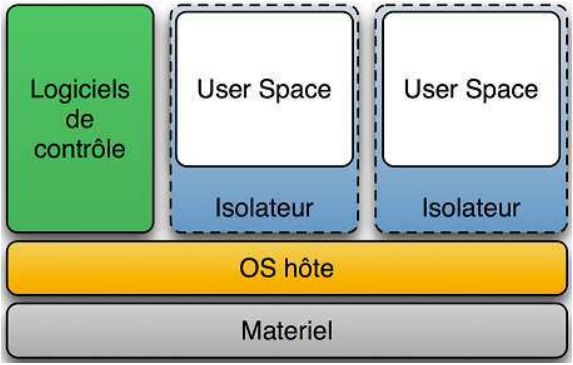 Logiciels
de
contrôle
User Space
User Space
Isolateur
Isolateur
OS hôte
Materiel